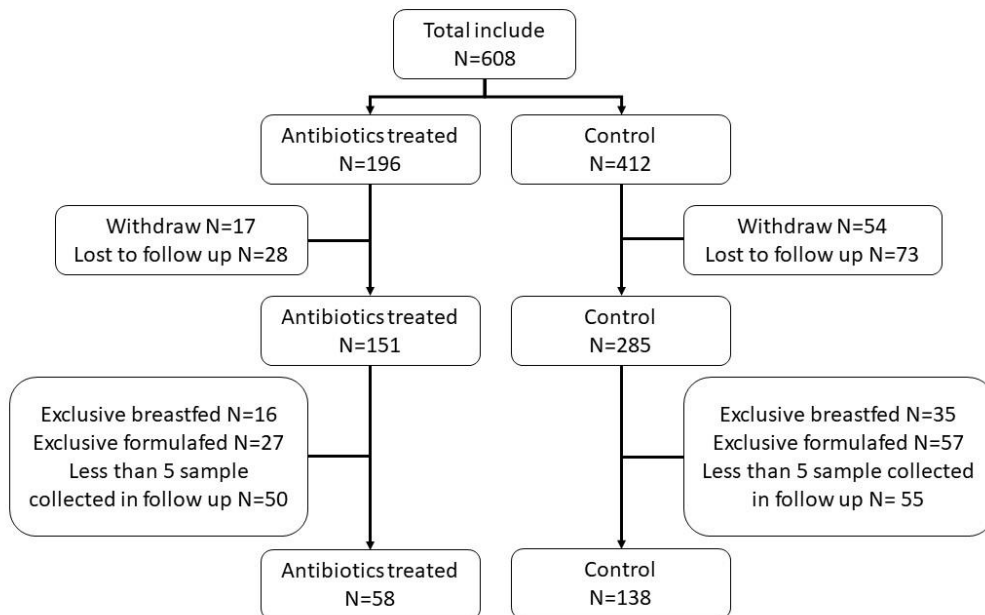 Total include
N=608
Antibiotics treated
N=196
Control
N=412
Withdraw N=17
Lost to follow up N=28
Withdraw N=54
Lost to follow up N=73
Antibiotics treated
N=151
Control
N=285
Exclusive breastfed N=16
Exclusive formulafed N=27
Less than 5 sample
collected in follow up N=50
Exclusive breastfed N=35
Exclusive formulafed N=57
Less than 5 sample collected
in follow up N= 55
Antibiotics treated
N=58
Control
N=138